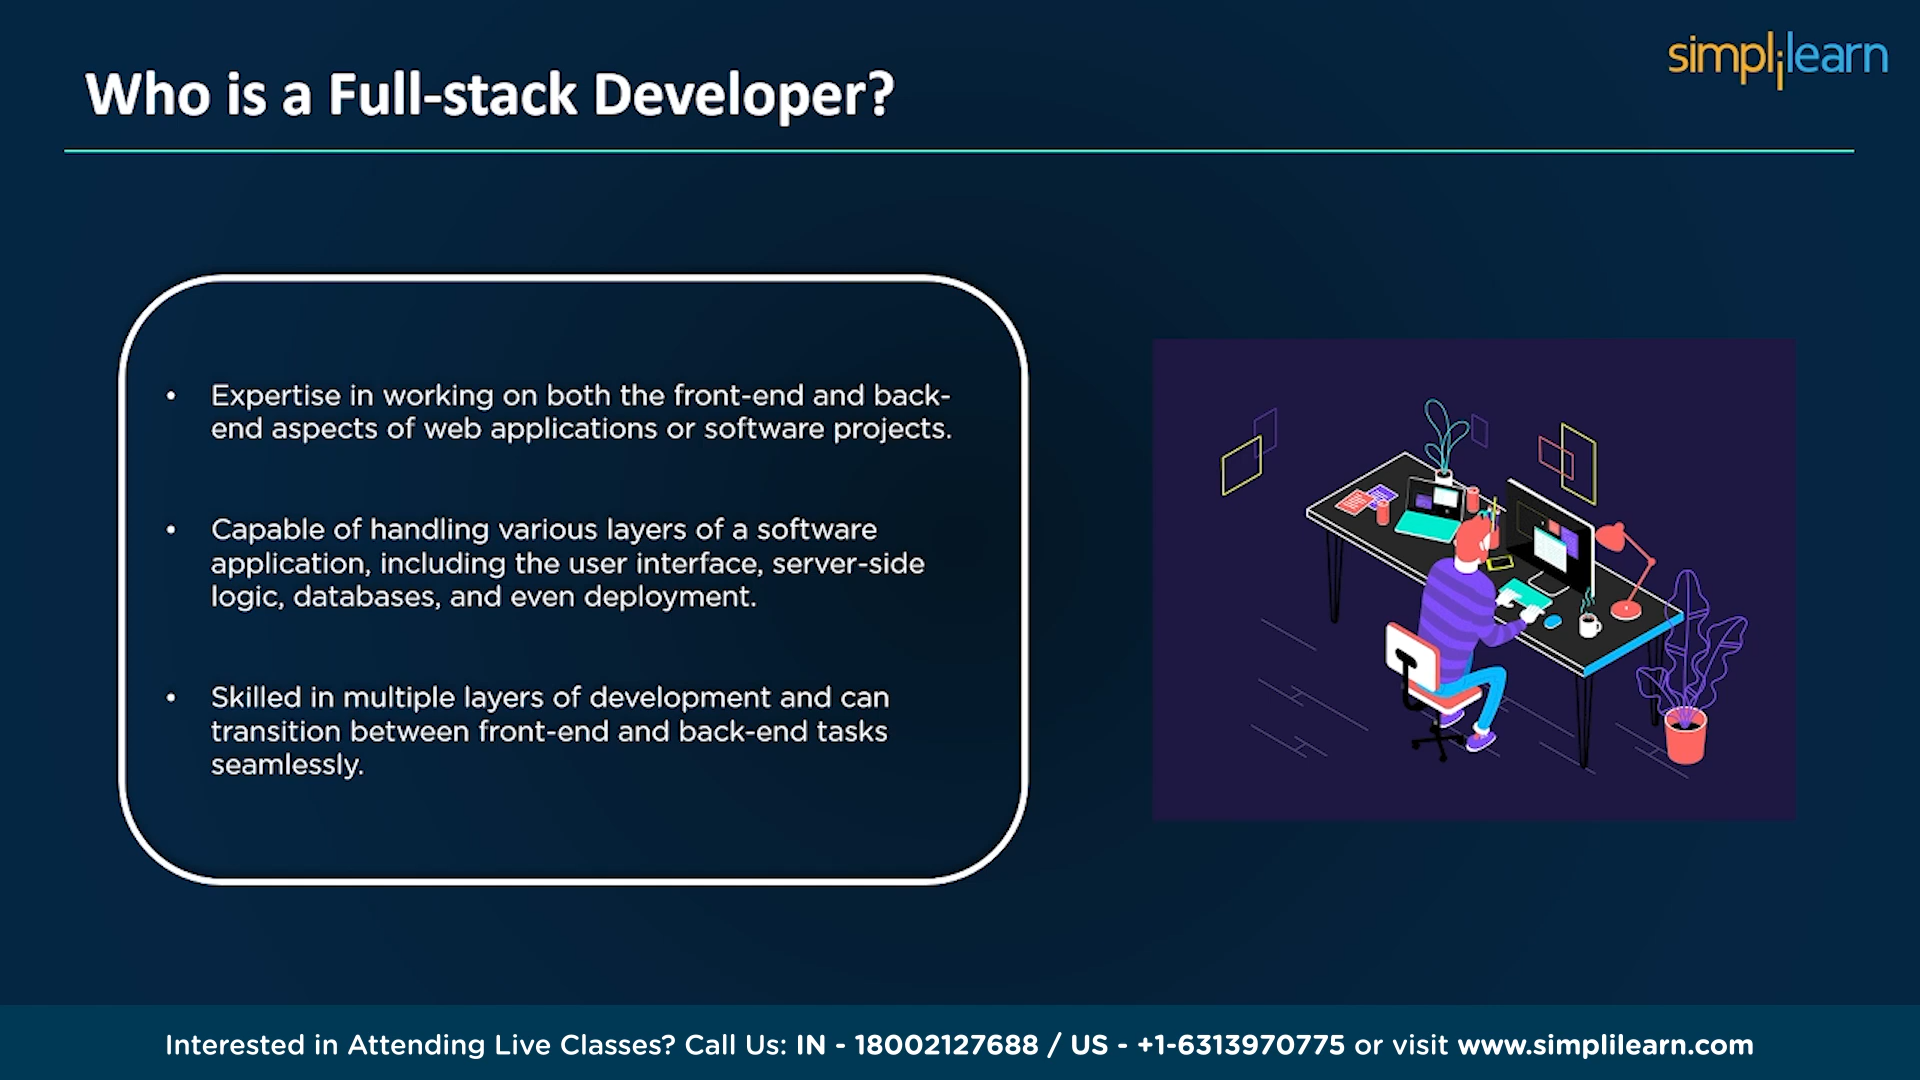 simplilearn
Who is a Full-stack Developer?
• Expertise in working on both the front-end and back-
end aspects of web applications or software projects.
• Capable of handling various layers of a software
application, including the user interface, server-side
logic, databases, and even deployment.
• Skilled in multiple layers of development and can
transition between front-end and back-end tasks
seamlessly.
Interested in Attending Live Classes? Call Us: IN - 18002127688 / US - +1-6313970775 or visit www.simplilearn.com